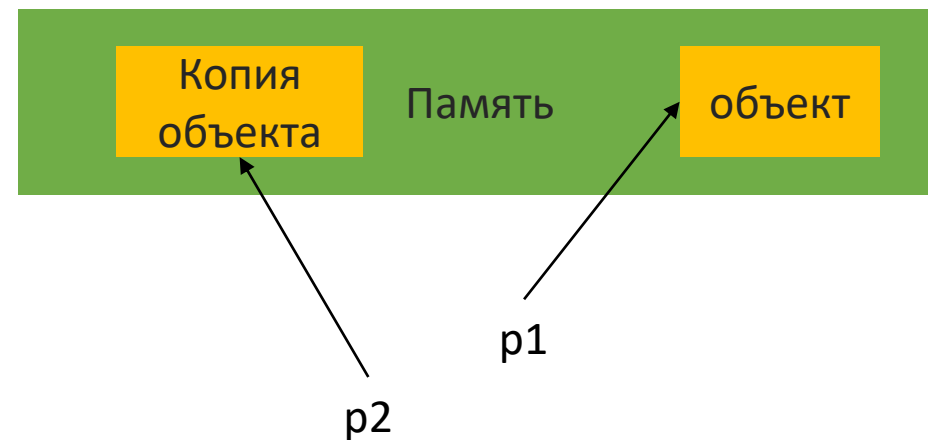 Копия
объекта
Память
объект
p1
p2